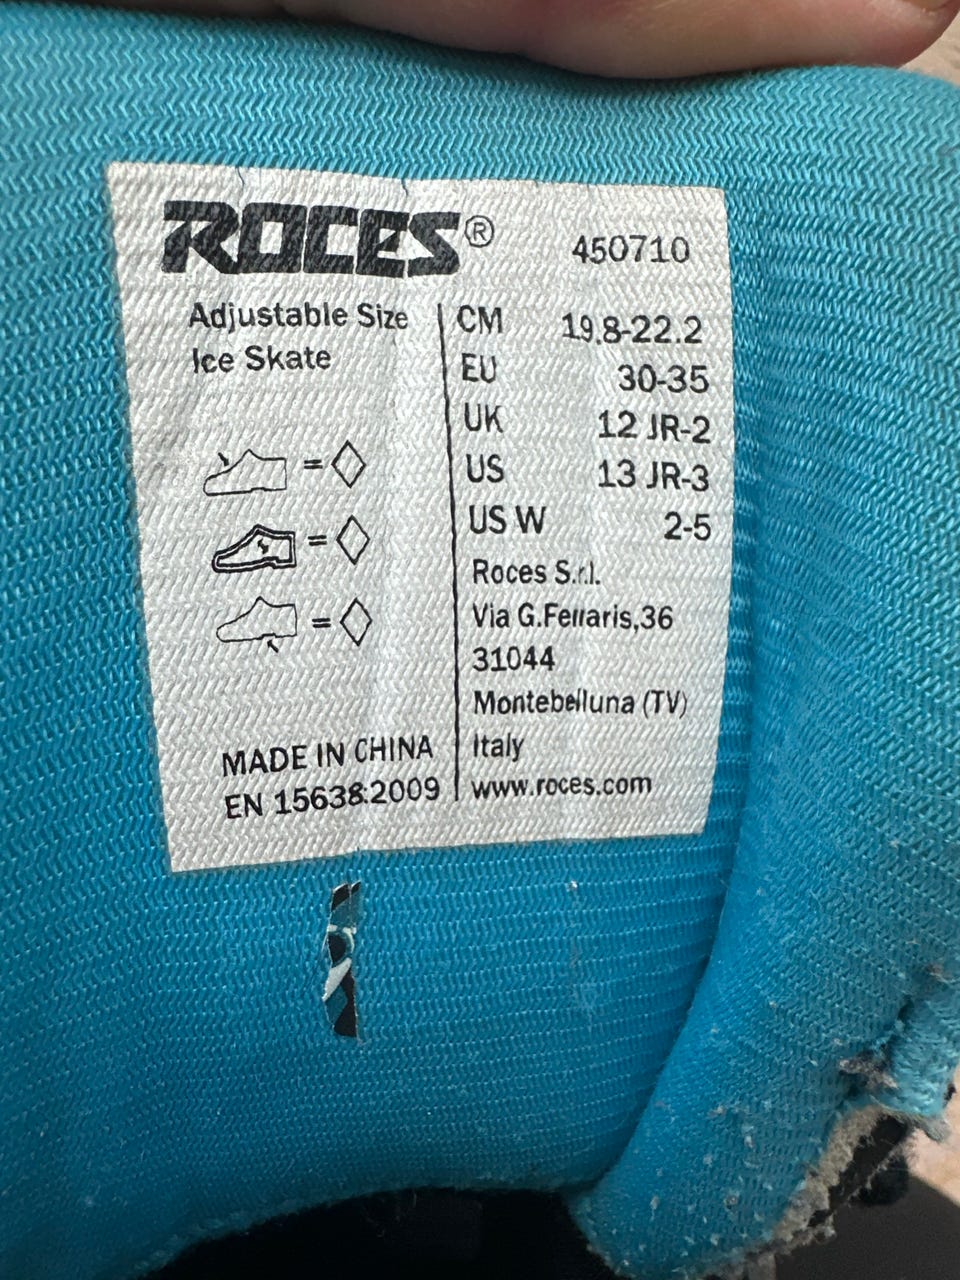 ROCES® 450710
Adjustable Size
Ice Skate
CM 19.8-22.2
EU 30-35
UK 12 JR-2
US 13 JR-3
US W 2-5
=
=
=
MADE IN CHINA
EN 15638:2009
Roces S.r.l.
Via G.Ferraris,36
31044
Montebelluna (TV)
Italy
www.roces.com